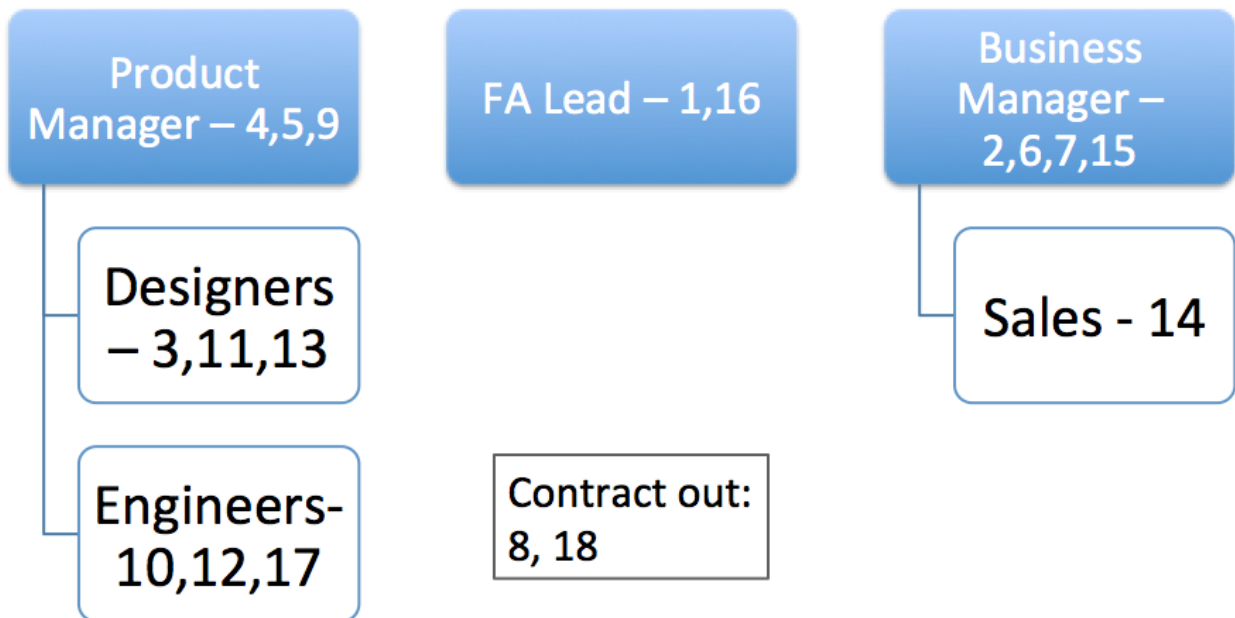 Product
Manager – 4,5,9
FA Lead – 1,16
Business
Manager –
2,6,7,15
Designers
– 3,11,13
Sales - 14
Engineers-
10,12,17
Contract out:
8, 18